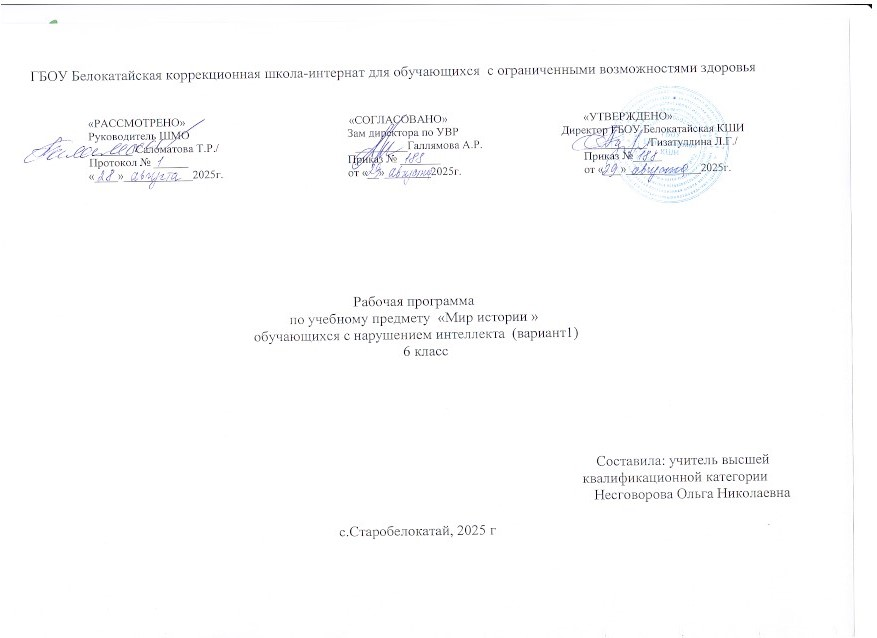 ГБОУ Белокатайская коррекционная школа-интернат для обучающихся с ограниченными возможностями здоровья
«РАССМОТРЕНО»
Руководитель ШМО
/Саломатова Т.Р./
Протокол № 1
«28» августа 2025г.
«СОГЛАСОВАНО»
Зам директора по УВР
Галлямова А.Р.
Приказ № 188
от «29» августа 2025г.
«УТВЕРЖДЕНО»
Директор ГБОУ Белокатайская КШИ
/Гизатуллина Л.Г./
Приказ № 188
от «29» августа 2025г.
Рабочая программа
по учебному предмету «Мир истории »
обучающихся с нарушением интеллекта (вариант1)
6 класс
Составила: учитель высшей
квалификационной категории
Несговорова Ольга Николаевна
с.Старобелокатай, 2025 г